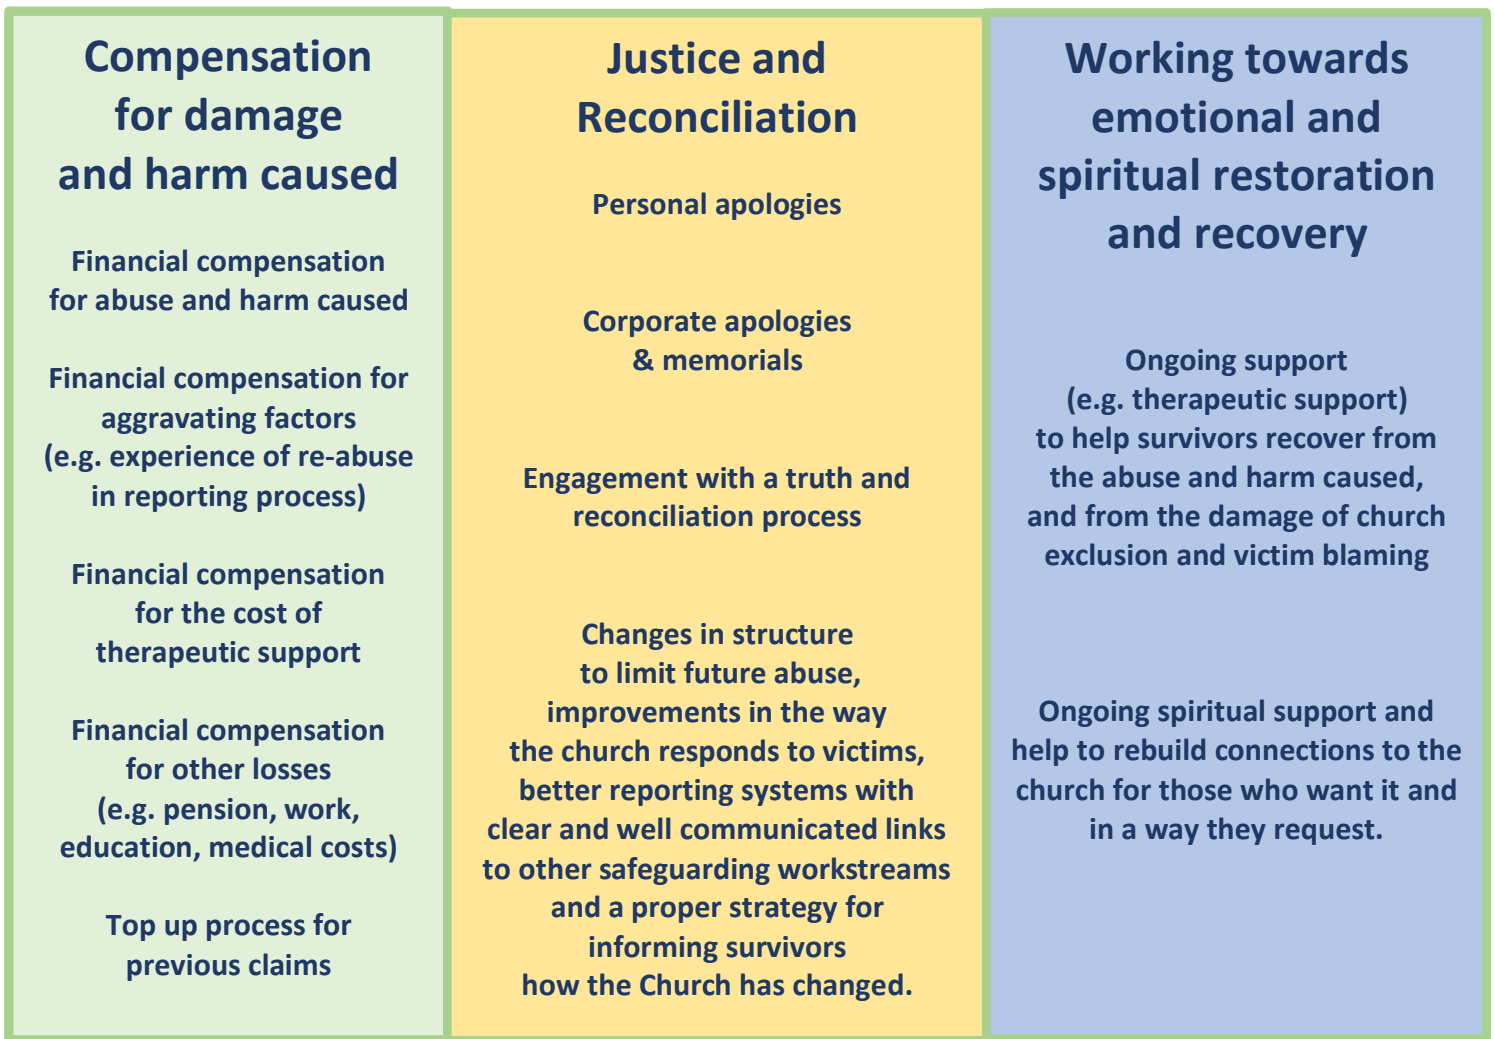 Compensation
for damage
and harm caused
Financial compensation
for abuse and harm caused
Financial compensation for
aggravating factors
(e.g. experience of re-abuse
in reporting process)
Financial compensation
for the cost of
therapeutic support
Financial compensation
for other losses
(e.g. pension, work,
education, medical costs)
Top up process for
previous claims
Justice and
Reconciliation
Personal apologies
Corporate apologies
& memorials
Engagement with a truth and
reconciliation process
Changes in structure
to limit future abuse,
improvements in the way
the church responds to victims,
better reporting systems with
clear and well communicated links
to other safeguarding workstreams
and a proper strategy for
informing survivors
how the Church has changed.
Working towards
emotional and
spiritual restoration
and recovery
Ongoing support
(e.g. therapeutic support)
to help survivors recover from
the abuse and harm caused,
and from the damage of church
exclusion and victim blaming
Ongoing spiritual support and
help to rebuild connections to the
church for those who want it and
in a way they request.